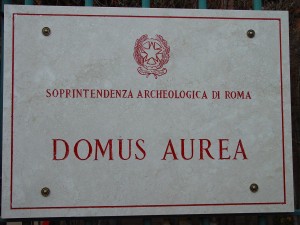 SOPRINTENDENZA ARCHEOLOGICA DI ROMA
DOMUS AUREA